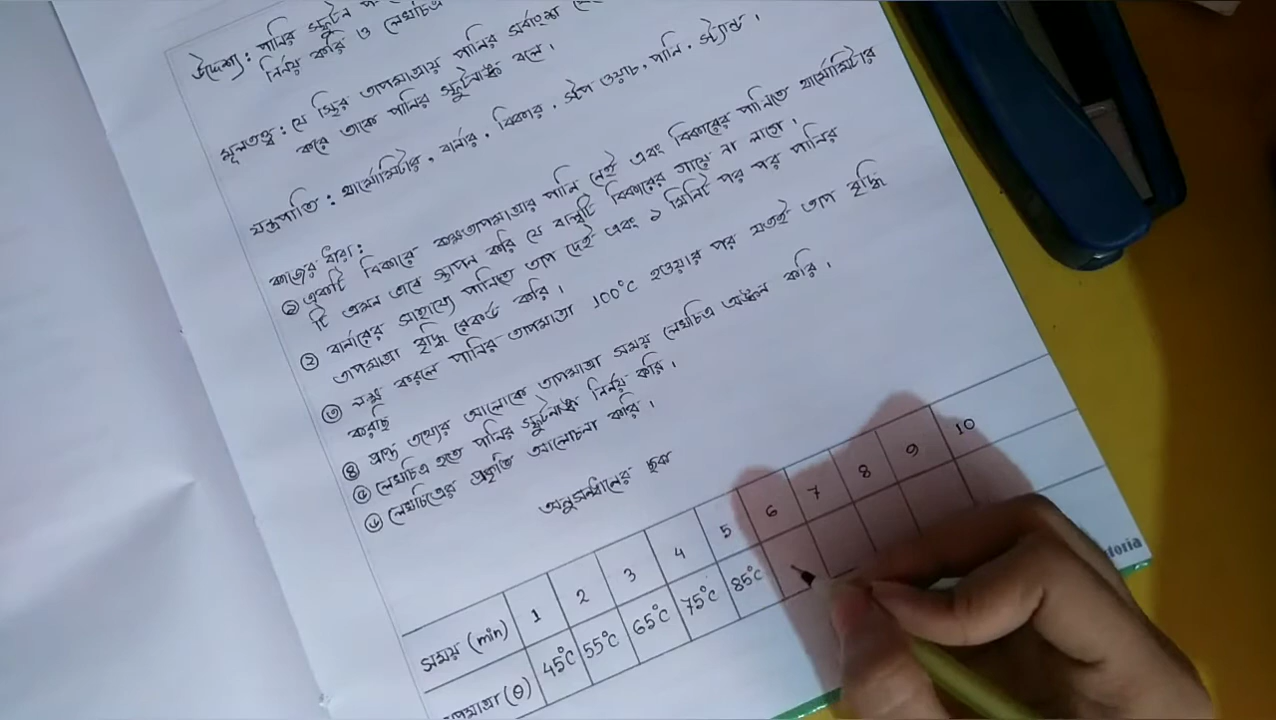 উদ্দেশ্য: পানির স্ফুটন
নির্ণয় করি ও লেখচিত্র
মূলতত্ত্ব: যে স্থির তাপমাত্রায় পানির সর্বাংশ
করে তাকে পানির স্ফুটনাঙ্ক বলে।
যন্ত্রপাতি: থার্মোমিটার, বার্নার, বিকার, স্টপ ওয়াচ, পানি, স্ট্যান্ড।
কাজের ধারা:
① একটি বিকারে কক্ষতাপমাত্রার পানি নেই এবং বিকারের পানিতে থার্মোমিটার
টি এমন ভাবে স্থাপন করি যে বাল্বটি বিকারের গায়ে না লাগে।
② বার্নারের সাহায্যে পানিতে তাপ দেই এবং ১ মিনিট পর পর পানির
তাপমাত্রা বৃদ্ধি রেকর্ড করি।
③ লক্ষ্য করলে পানির তাপমাত্রা 100°C হওয়ার পর যতই তাপ বৃদ্ধি
করছি
④ প্রাপ্ত তথ্যের আলোকে তাপমাত্রা সময় লেখচিত্র অঙ্কন করি।
⑤ লেখচিত্র হতে পানির স্ফুটনাঙ্ক নির্ণয় করি।
⑥ লেখচিত্রের প্রকৃতি আলোচনা করি।
অনুসন্ধানের ছক
সময় (min) 1 2 3 4 5 6 7 8 9 10
পমাত্রা (θ) 45°C 55°C 65°C 75°C 85°C
toria